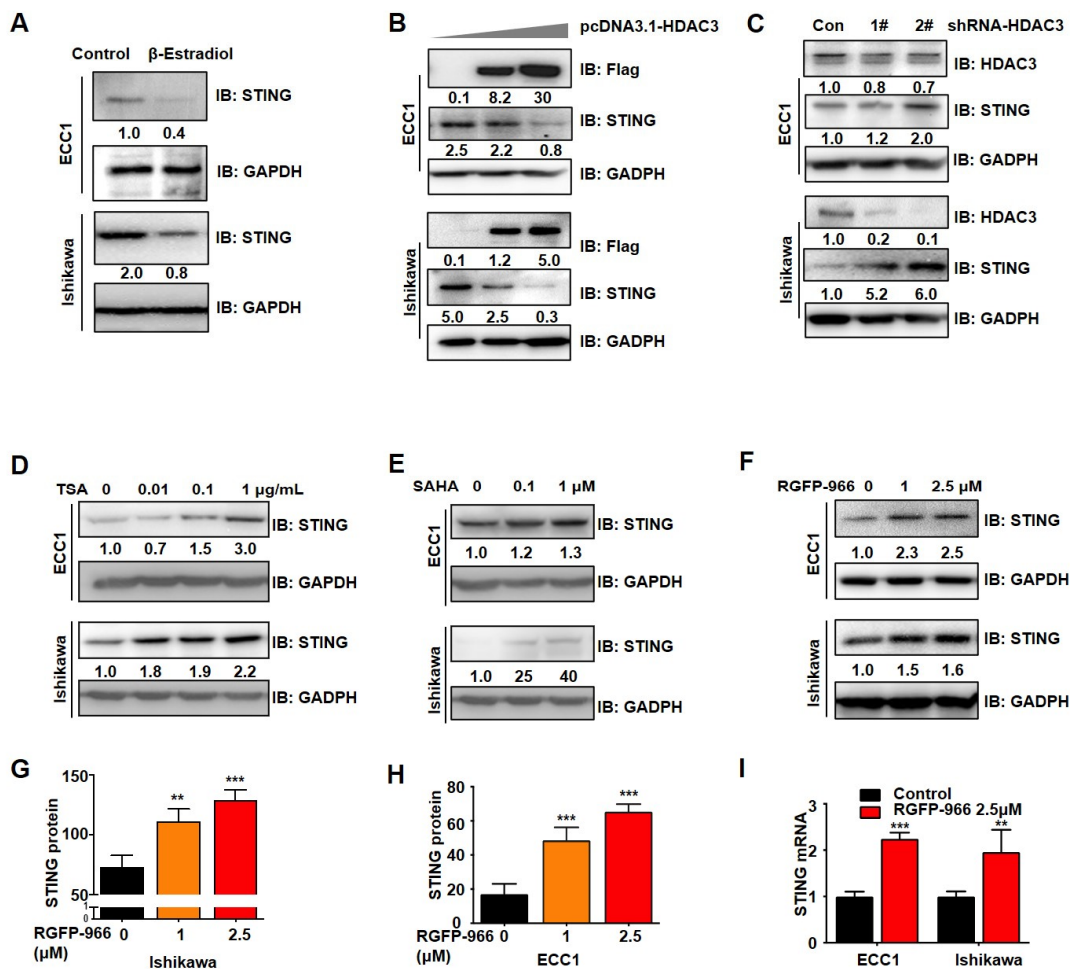 A
Control β-Estradiol
ECC1
IB: STING
1.0 0.4
IB: GAPDH
Ishikawa
IB: STING
2.0 0.8
IB: GAPDH
B
pcDNA3.1-HDAC3
ECC1
IB: Flag
0.1 8.2 30
IB: STING
2.5 2.2 0.8
IB: GADPH
Ishikawa
IB: Flag
0.1 1.2 5.0
IB: STING
5.0 2.5 0.3
IB: GADPH
C
Con 1# 2# shRNA-HDAC3
ECC1
IB: HDAC3
1.0 0.8 0.7
IB: STING
1.0 1.2 2.0
IB: GADPH
Ishikawa
IB: HDAC3
1.0 0.2 0.1
IB: STING
1.0 5.2 6.0
IB: GADPH
D
TSA 0 0.01 0.1 1 μg/mL
ECC1
IB: STING
1.0 0.7 1.5 3.0
IB: GAPDH
Ishikawa
IB: STING
1.0 1.8 1.9 2.2
IB: GADPH
E
SAHA 0 0.1 1 μM
ECC1
IB: STING
1.0 1.2 1.3
IB: GAPDH
Ishikawa
IB: STING
1.0 25 40
IB: GADPH
F
RGFP-966 0 1 2.5 μM
ECC1
IB: STING
1.0 2.3 2.5
IB: GAPDH
Ishikawa
IB: STING
1.0 1.5 1.6
IB: GADPH
G
STING protein
150
100
50
1
0
** ***
RGFP-966 0 1 2.5
(μM)
Ishikawa
H
STING protein
80
60
40
20
0
*** ***
RGFP-966 0 1 2.5
(μM)
ECC1
I
Control
RGFP-966 2.5μM
STING mRNA
3
2
1
0
*** **
ECC1 Ishikawa